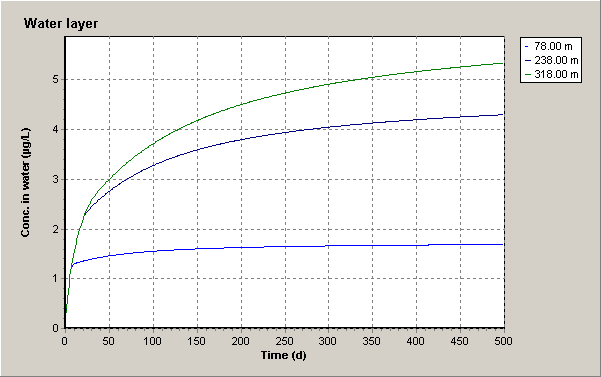 Water layer
78.00 m
238.00 m
318.00 m
Conc. in water (µg/L)
5
4
3
2
1
0
0 50 100 150 200 250 300 350 400 450 500
Time (d)